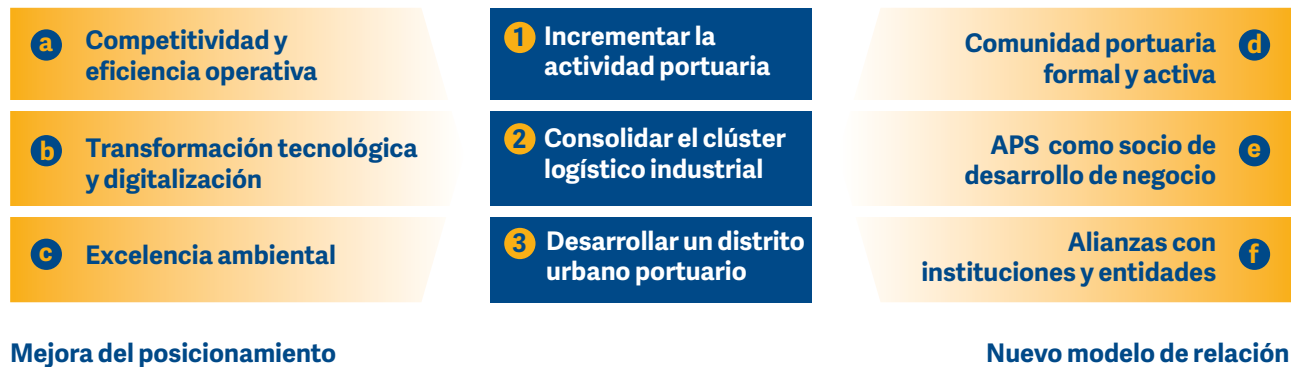 a Competitividad y
eficiencia operativa
b Transformación tecnológica
y digitalización
c Excelencia ambiental
Mejora del posicionamiento
1 Incrementar la
actividad portuaria
2 Consolidar el clúster
logístico industrial
3 Desarrollar un distrito
urbano portuario
Comunidad portuaria d
formal y activa
APS como socio de e
desarrollo de negocio
Alianzas con f
instituciones y entidades
Nuevo modelo de relación